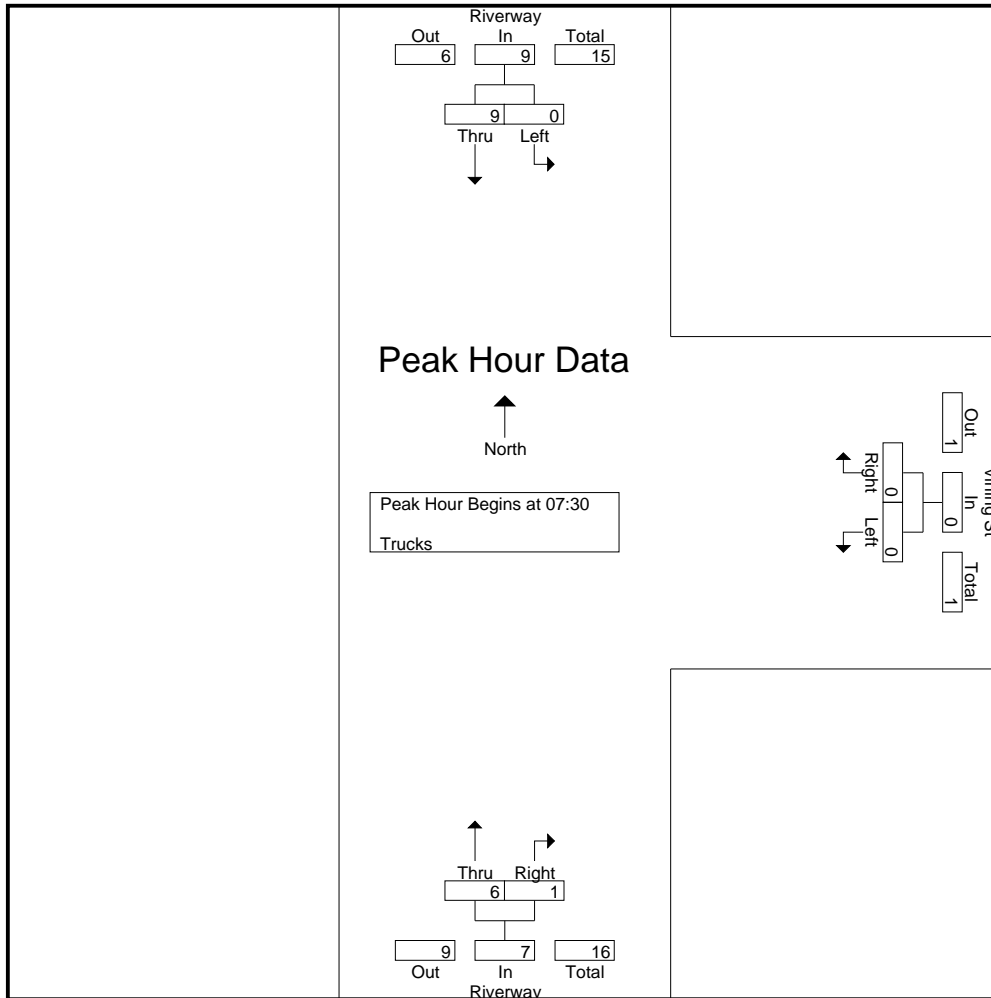 Riverway
Out In Total
6 9 15
9 0
Thru Left
Peak Hour Data
North
Peak Hour Begins at 07:30
Trucks
Out In Total
1 0 1
Right Left
0 0
Thru Right
6 1
9 7 16
Out In Total
Riverway